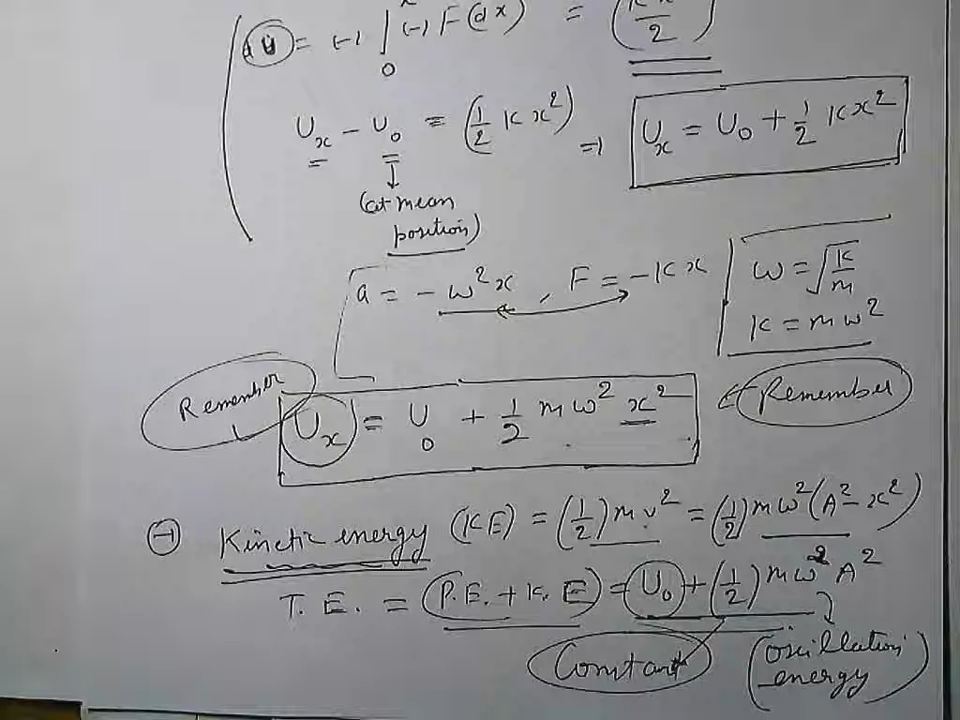 dU = (-1) ∫₀ˣ (-) F(dx) = (kx²/2)
Uₓ - U₀ = (1/2 Kx²) ⇒ Uₓ = U₀ + 1/2 Kx²
(at mean
position)
a = -ω²x , F = -Kx
ω = √(K/m)
K = mω²
Remember
Uₓ = U₀ + 1/2 mω² x²
Remember
Kinetic energy (KE) = (1/2) mv² = (1/2) mω² (A² - x²)
T.E. = (P.E. + K.E) = U₀ + (1/2) mω² A²
Constant
(oscillation
energy)